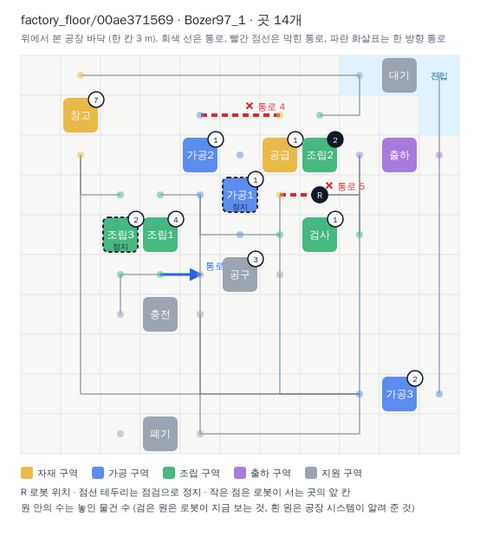 factory_floor/00ae371569 · Bozer97_1 · 곳 14개
위에서 본 공장 바닥 (한 칸 3 m). 회색 선은 통로, 빨간 점선은 막힌 통로, 파란 화살표는 한 방향 통로
대기
진입
창고 7
✕ 통로 4
가공2 1
공급 1
조립2 2
출하
가공1 1
정지
R
✕ 통로 5
조립3 2
정지
조립1 4
검사 1
통로
공구 3
충전
가공3 2
폐기
자재 구역 가공 구역 조립 구역 출하 구역 지원 구역
R 로봇 위치 · 점선 테두리는 점검으로 정지 · 작은 점은 로봇이 서는 곳의 앞 칸
원 안의 수는 놓인 물건 수 (검은 원은 로봇이 지금 보는 것, 흰 원은 공장 시스템이 알려 준 것)